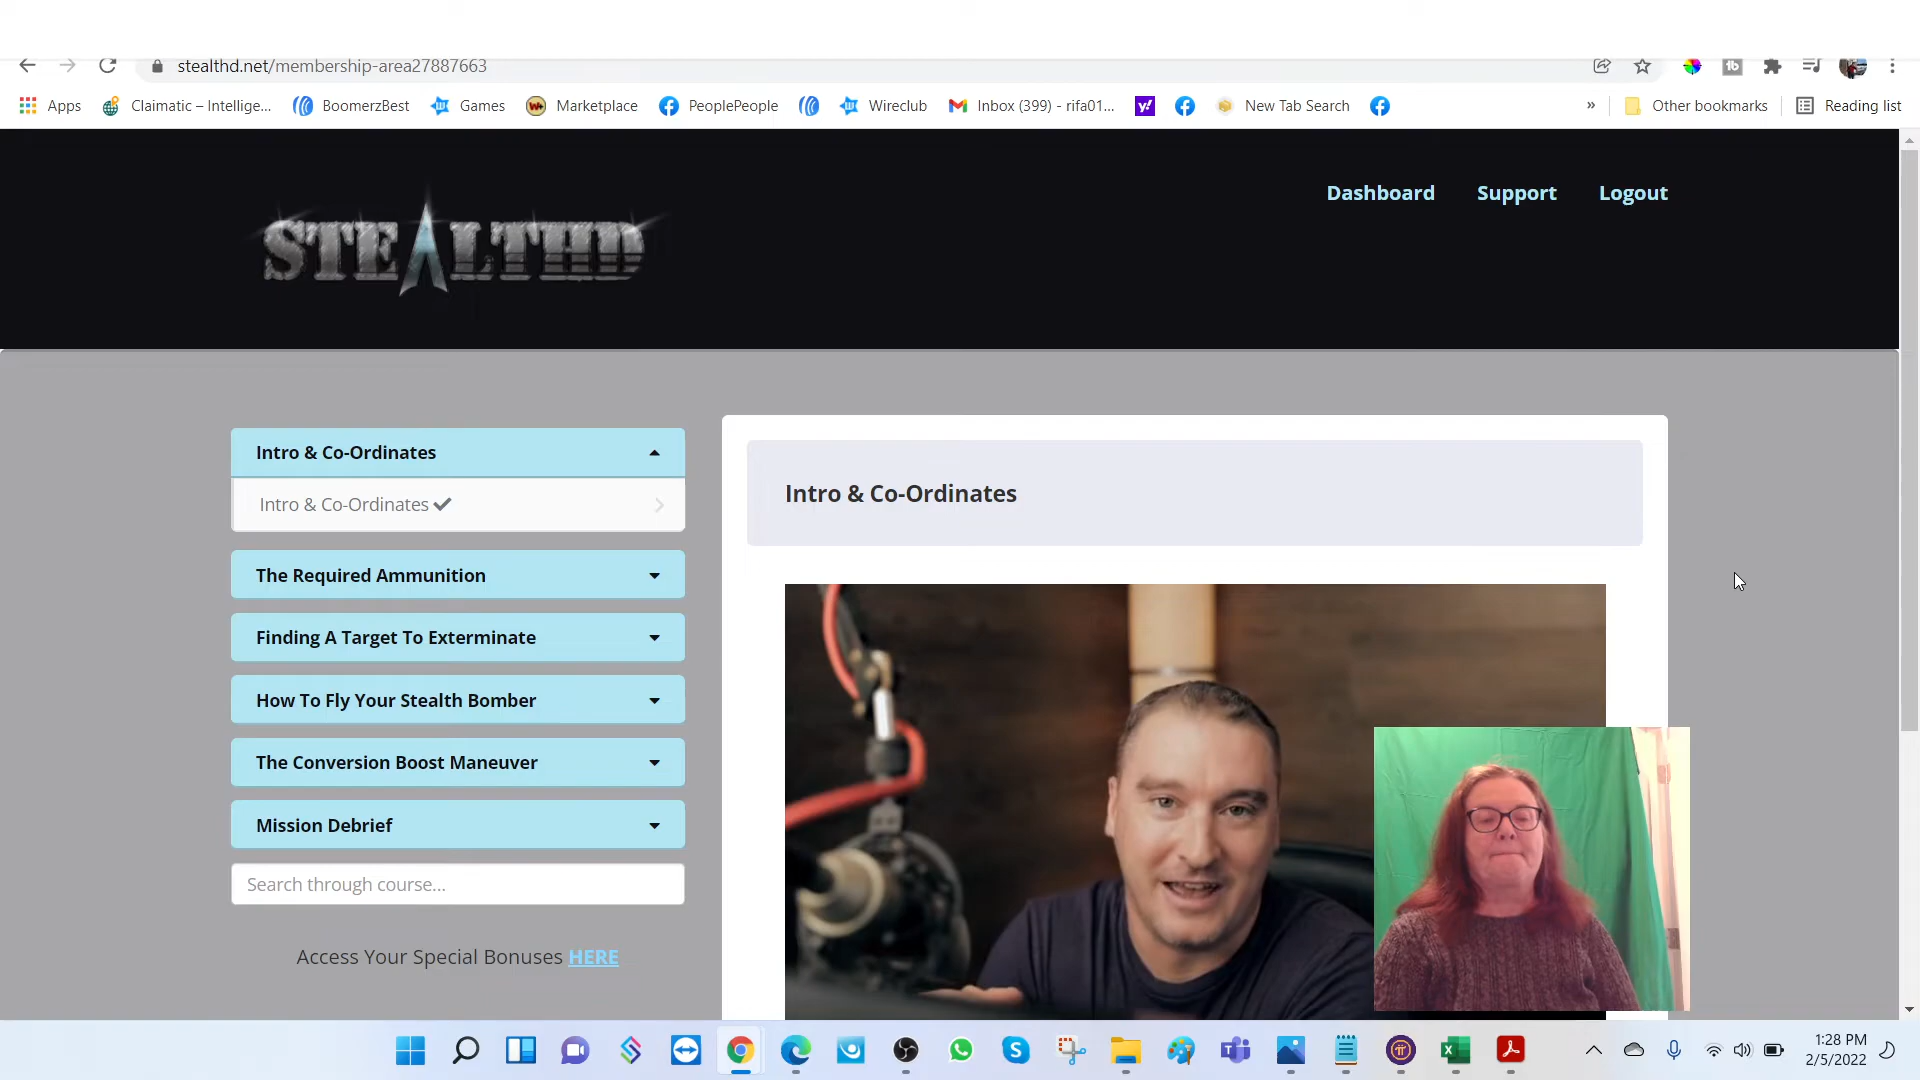 stealthd.net/membership-area27887663
Apps
Claimatic – Intellige...
BoomerzBest
Games
Marketplace
PeoplePeople
Wireclub
Inbox (399) - rifa01...
New Tab Search
»
Other bookmarks
Reading list
STEALTHD
Dashboard
Support
Logout
Intro & Co-Ordinates
Intro & Co-Ordinates
The Required Ammunition
Finding A Target To Exterminate
How To Fly Your Stealth Bomber
The Conversion Boost Maneuver
Mission Debrief
Search through course...
Access Your Special Bonuses HERE
Intro & Co-Ordinates
1:28 PM
2/5/2022